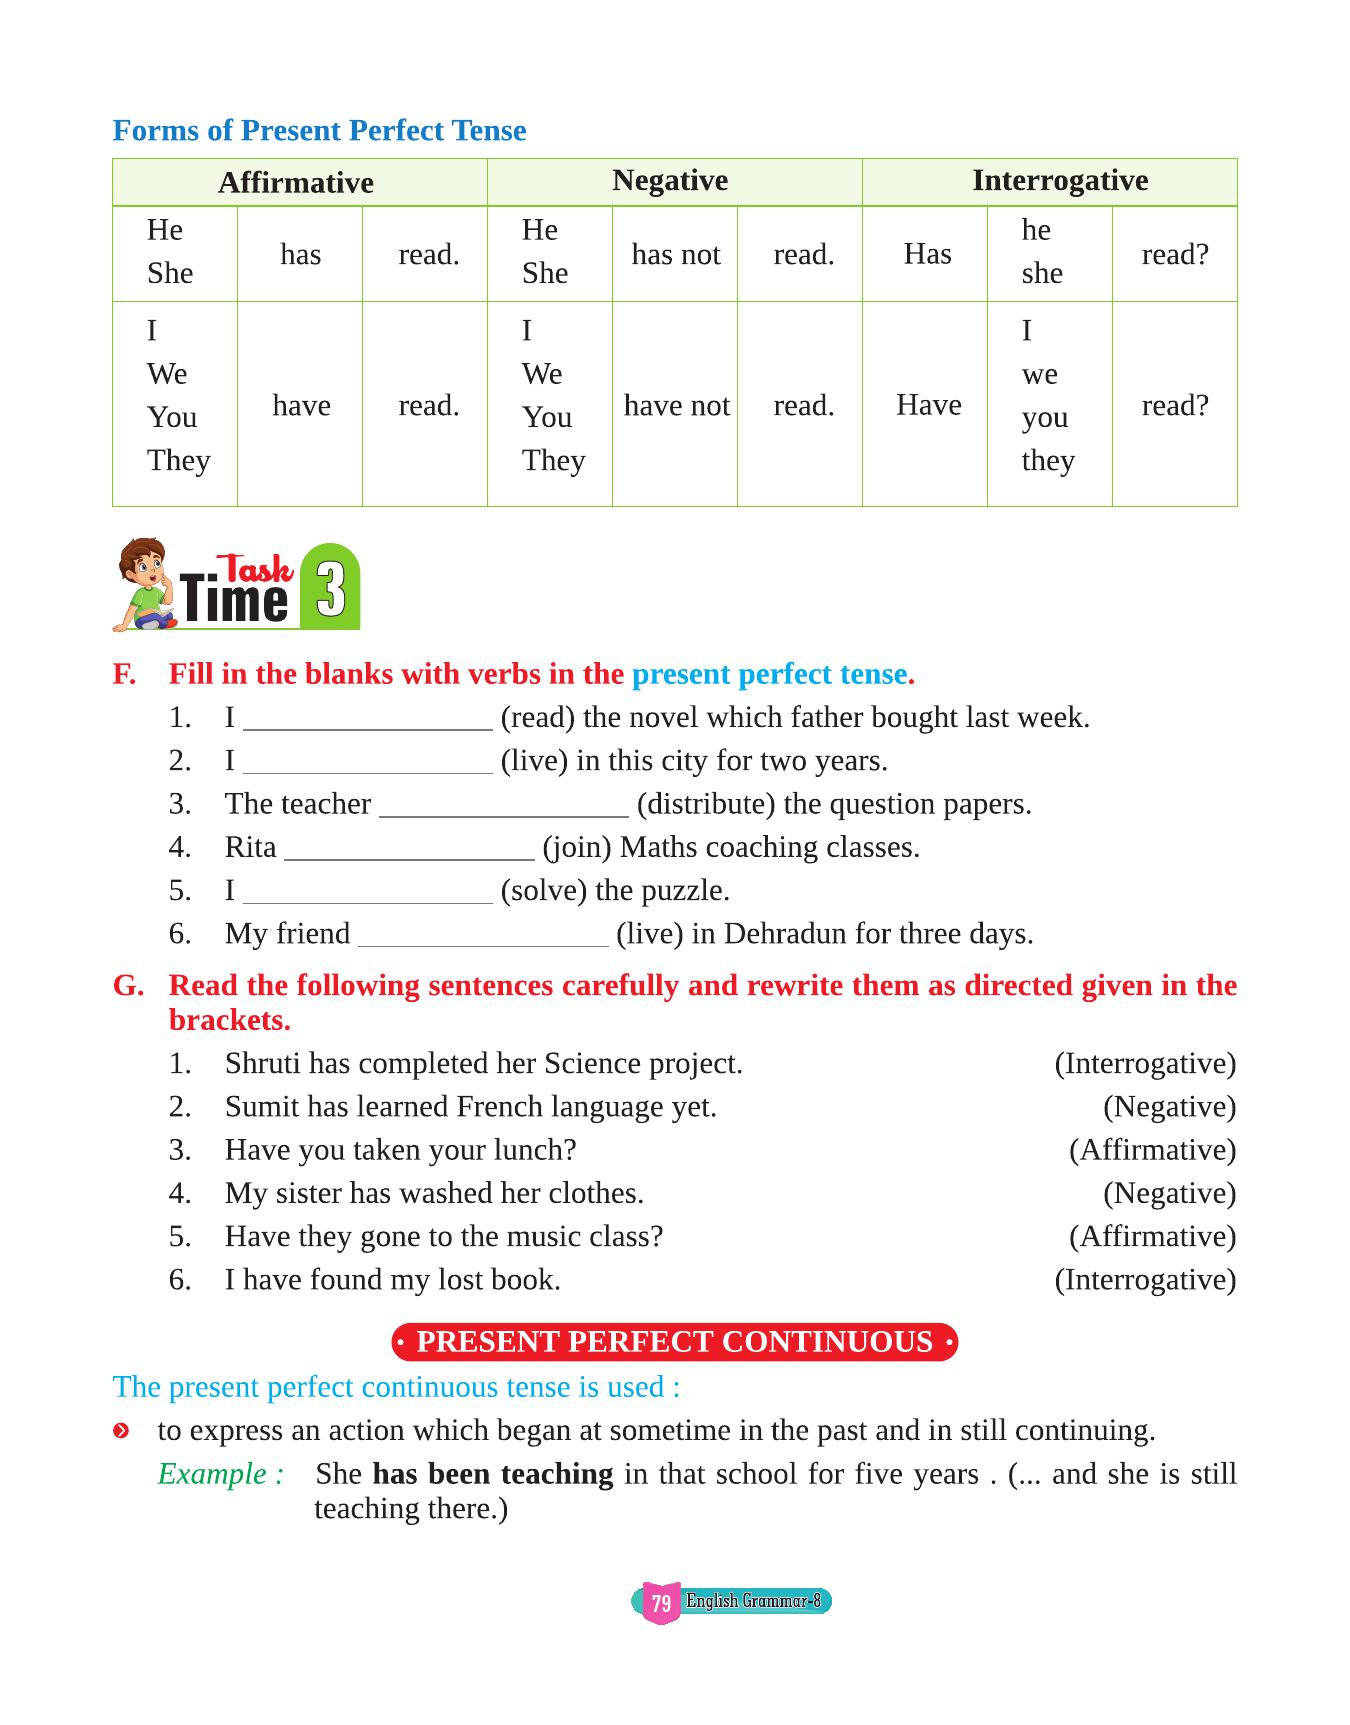 Forms of Present Perfect Tense
Affirmative Negative Interrogative
He
She
has read.
He
She
has not read.
Has
he
she
read?
I
We
You
They
have read.
I
We
You
They
have not read.
Have
I
we
you
they
read?
Task
Time 3
F. Fill in the blanks with verbs in the present perfect tense.
1. I ________________ (read) the novel which father bought last week.
2. I ________________ (live) in this city for two years.
3. The teacher ________________ (distribute) the question papers.
4. Rita ________________ (join) Maths coaching classes.
5. I ________________ (solve) the puzzle.
6. My friend ________________ (live) in Dehradun for three days.
G. Read the following sentences carefully and rewrite them as directed given in the
brackets.
1. Shruti has completed her Science project. (Interrogative)
2. Sumit has learned French language yet. (Negative)
3. Have you taken your lunch? (Affirmative)
4. My sister has washed her clothes. (Negative)
5. Have they gone to the music class? (Affirmative)
6. I have found my lost book. (Interrogative)
• PRESENT PERFECT CONTINUOUS •
The present perfect continuous tense is used :
to express an action which began at sometime in the past and in still continuing.
Example : She has been teaching in that school for five years . (... and she is still
teaching there.)
79 English Grammar-8